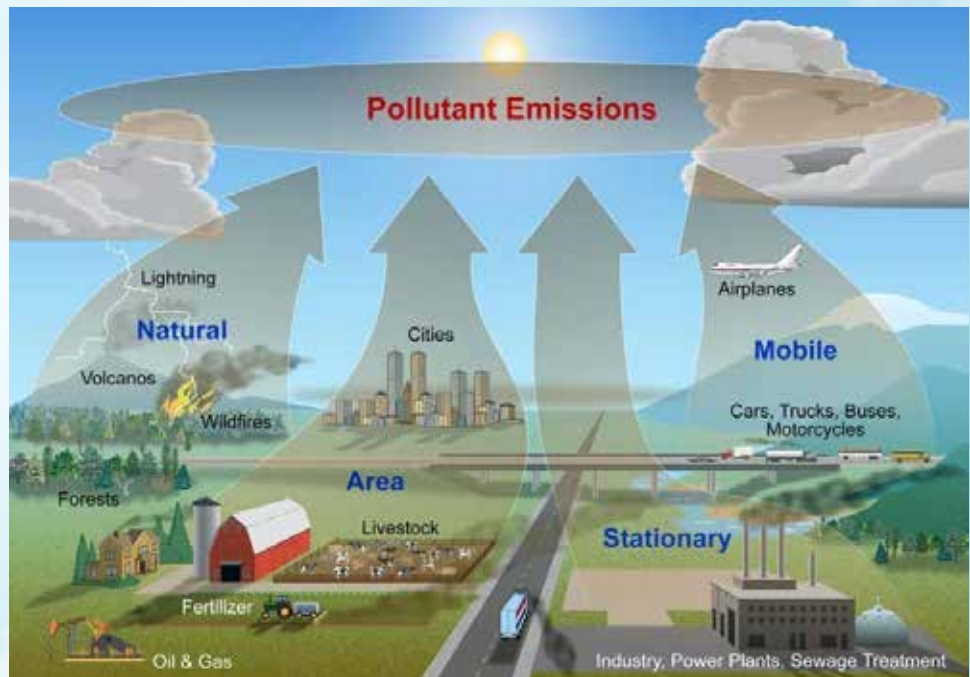 Pollutant Emissions
Lightning
Natural
Volcanos
Wildfires
Forests
Cities
Area
Livestock
Fertilizer
Oil & Gas
Airplanes
Mobile
Cars, Trucks, Buses,
Motorcycles
Stationary
Industry, Power Plants, Sewage Treatment